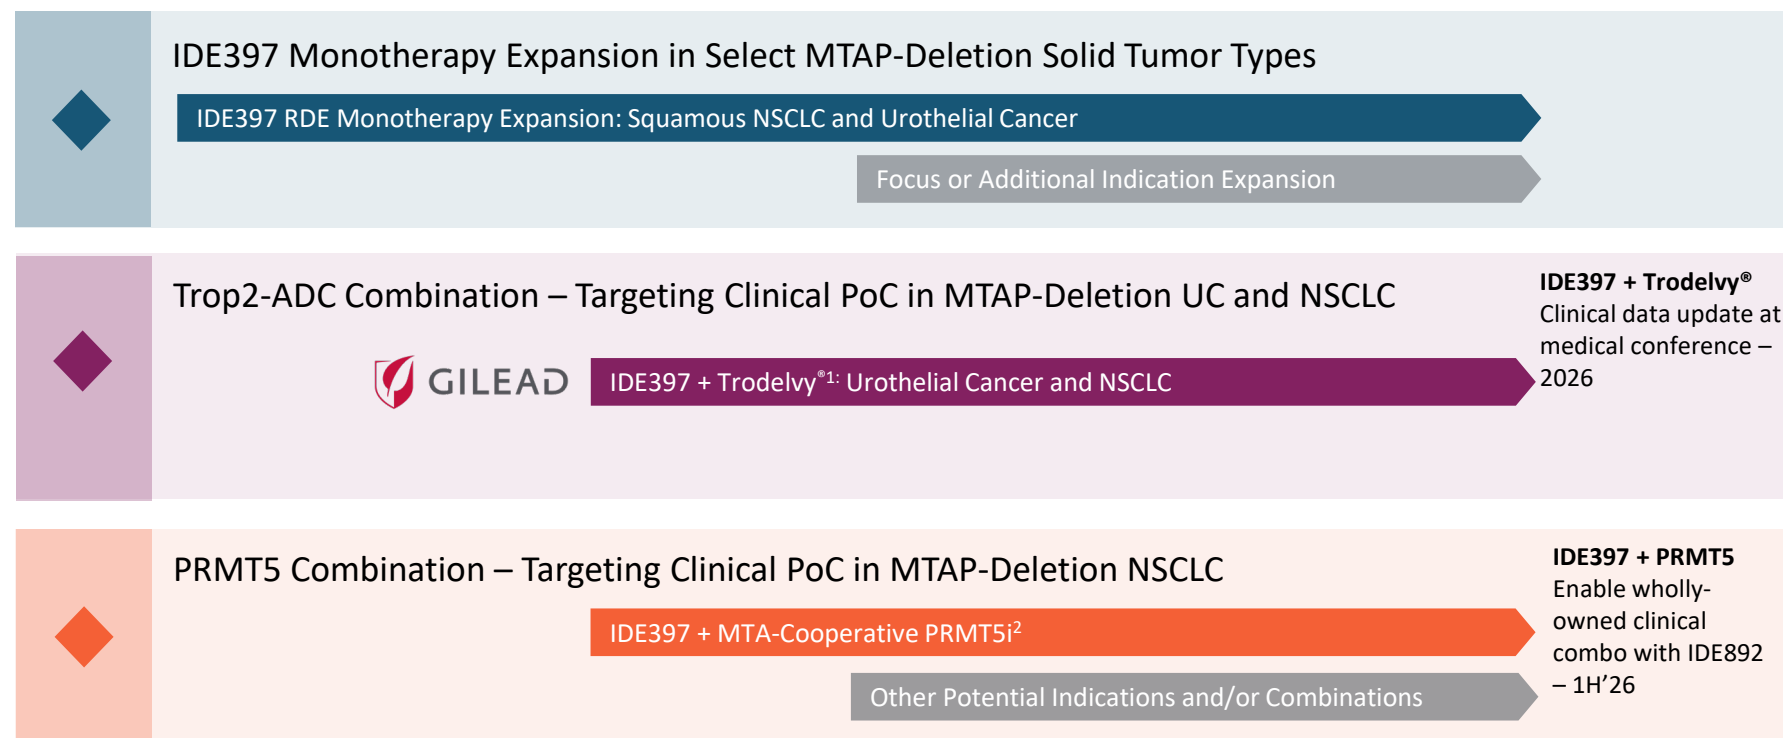 IDE397 Monotherapy Expansion in Select MTAP-Deletion Solid Tumor Types
IDE397 RDE Monotherapy Expansion: Squamous NSCLC and Urothelial Cancer
Focus or Additional Indication Expansion
Trop2-ADC Combination – Targeting Clinical PoC in MTAP-Deletion UC and NSCLC
GILEAD
IDE397 + Trodelvy®1: Urothelial Cancer and NSCLC
IDE397 + Trodelvy®
Clinical data update at
medical conference –
2026
PRMT5 Combination – Targeting Clinical PoC in MTAP-Deletion NSCLC
IDE397 + MTA-Cooperative PRMT5i2
Other Potential Indications and/or Combinations
IDE397 + PRMT5
Enable wholly-
owned clinical
combo with IDE892
– 1H’26